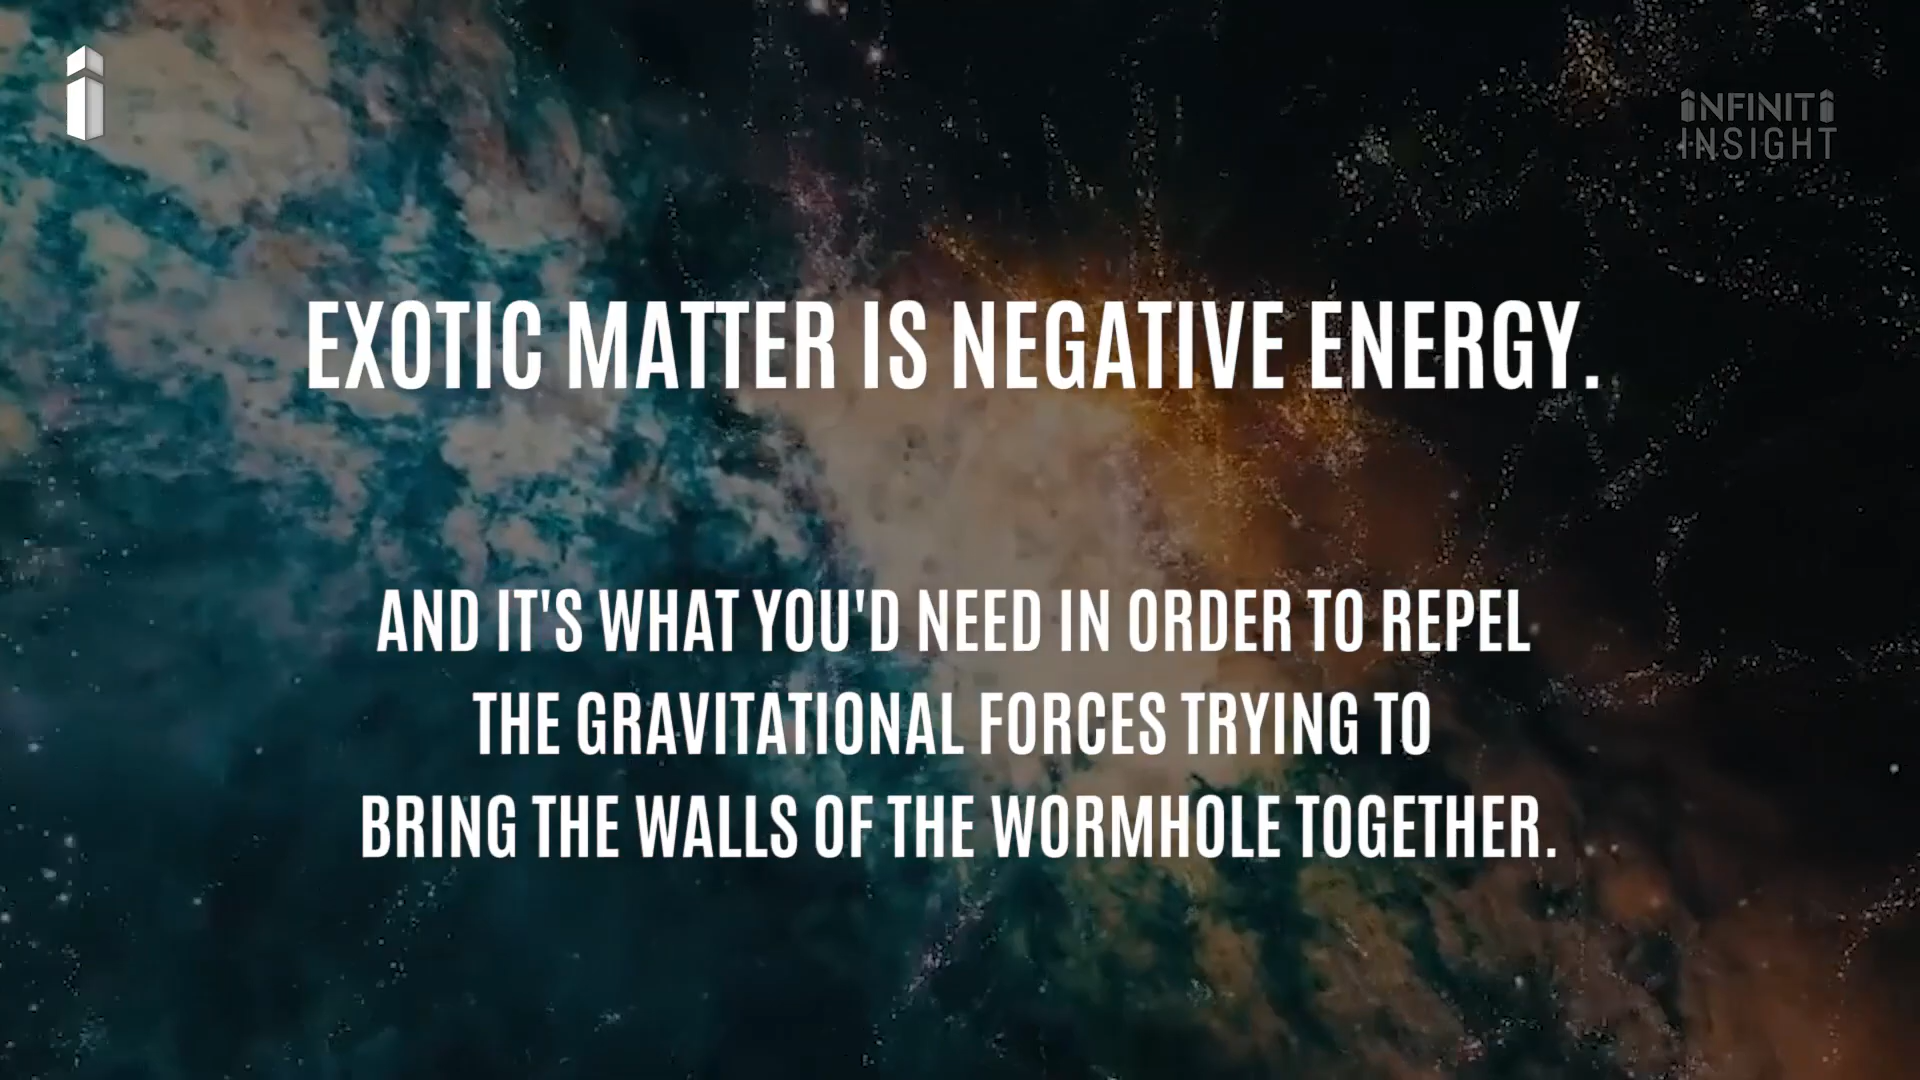 INFINITI
INSIGHT
EXOTIC MATTER IS NEGATIVE ENERGY.
AND IT'S WHAT YOU'D NEED IN ORDER TO REPEL
THE GRAVITATIONAL FORCES TRYING TO
BRING THE WALLS OF THE WORMHOLE TOGETHER.